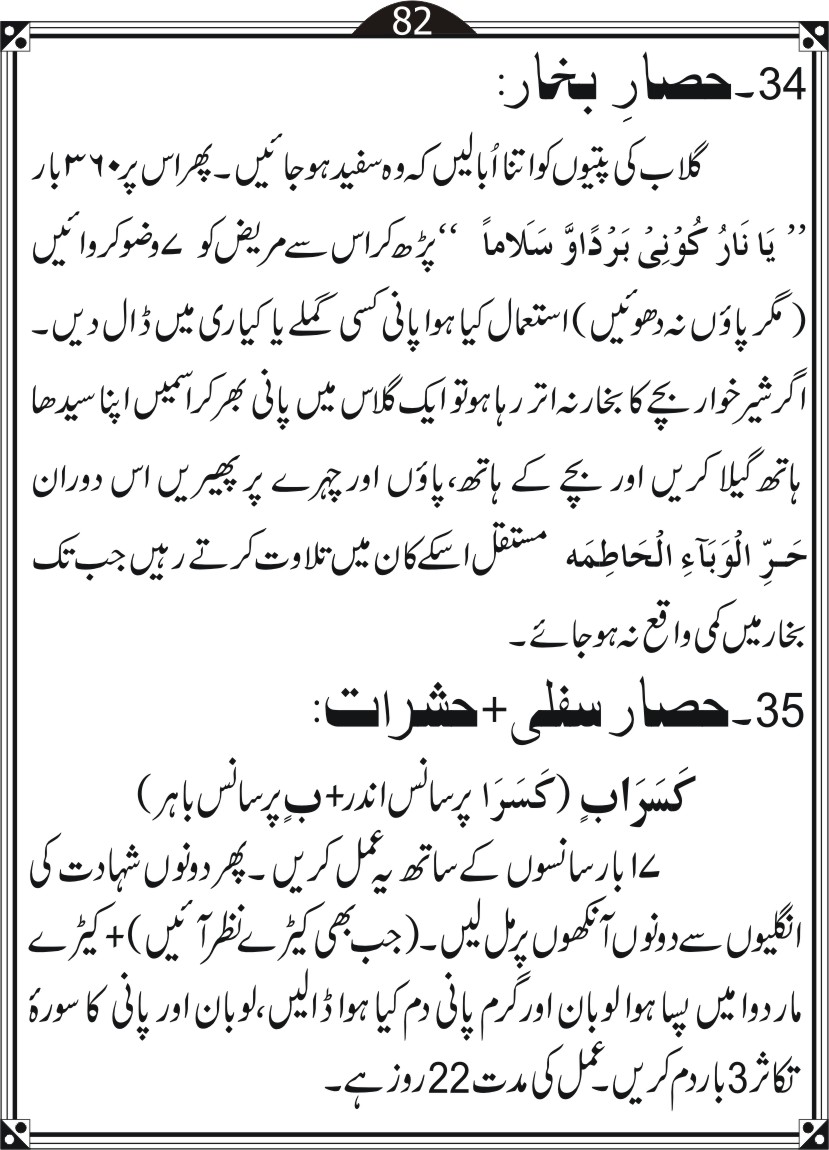 82
34۔حصارِ بخار:
گلاب کی پتیوں کو اتنا اُبالیں کہ وہ سفید ہو جائیں۔ پھر اس پر ۳۶۰ بار
’’ یَا نَارُ کُوْنِیْ بَرْدًاوَّ سَلَاماً ‘‘ پڑھ کر اس سے مریض کو ۷ وضو کروائیں
(مگر پاؤں نہ دھوئیں) استعمال کیا ہوا پانی کسی گملے یا کیاری میں ڈال دیں۔
اگر شیر خوار بچے کا بخار نہ اتر رہا ہو تو ایک گلاس میں پانی بھر کر اسمیں اپنا سیدھا
ہاتھ گیلا کریں اور بچے کے ہاتھ، پاؤں اور چہرے پر پھیریں اس دوران
حَرِّ الْوَبَآءِ الْحَاطِمَه مستقل اسکے کان میں تلاوت کرتے رہیں جب تک
بخار میں کمی واقع نہ ہو جائے۔
35۔حصار سفلی+حشرات:
کَسَرَابٍ (کَسَرَا پر سانس اندر+بٍ پر سانس باہر)
۱۷ بار سانسوں کے ساتھ یہ عمل کریں۔ پھر دونوں شہادت کی
انگلیوں سے دونوں آنکھوں پر مل لیں۔ (جب بھی کیڑے نظر آئیں)+ کیڑے
مار دوا میں پسا ہوا لوبان اور گرم پانی دم کیا ہوا ڈالیں، لوبان اور پانی کا سورۂ
تکاثر 3 بار دم کریں۔ عمل کی مدت 22 روز ہے۔